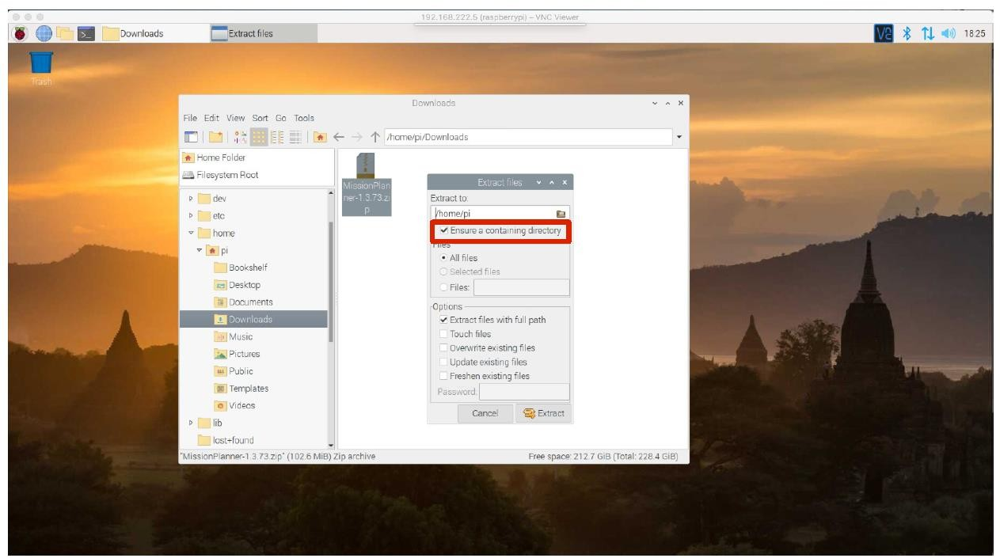 192.168.222.5 (raspberrypi) – VNC Viewer
Downloads
Extract files
18:25
Trash
Downloads
File Edit View Sort Go Tools
/home/pi/Downloads
Home Folder
Filesystem Root
dev
etc
home
pi
Bookshelf
Desktop
Documents
Downloads
Music
Pictures
Public
Templates
Videos
lib
lost+found
MissionPlan
ner-1.3.73.zi
p
Extract files
Extract to:
/home/pi
Ensure a containing directory
Files
All files
Selected files
Files:
Options
Extract files with full path
Touch files
Overwrite existing files
Update existing files
Freshen existing files
Password:
Cancel
Extract
"MissionPlanner-1.3.73.zip" (102.6 MiB) Zip archive
Free space: 212.7 GiB (Total: 228.4 GiB)